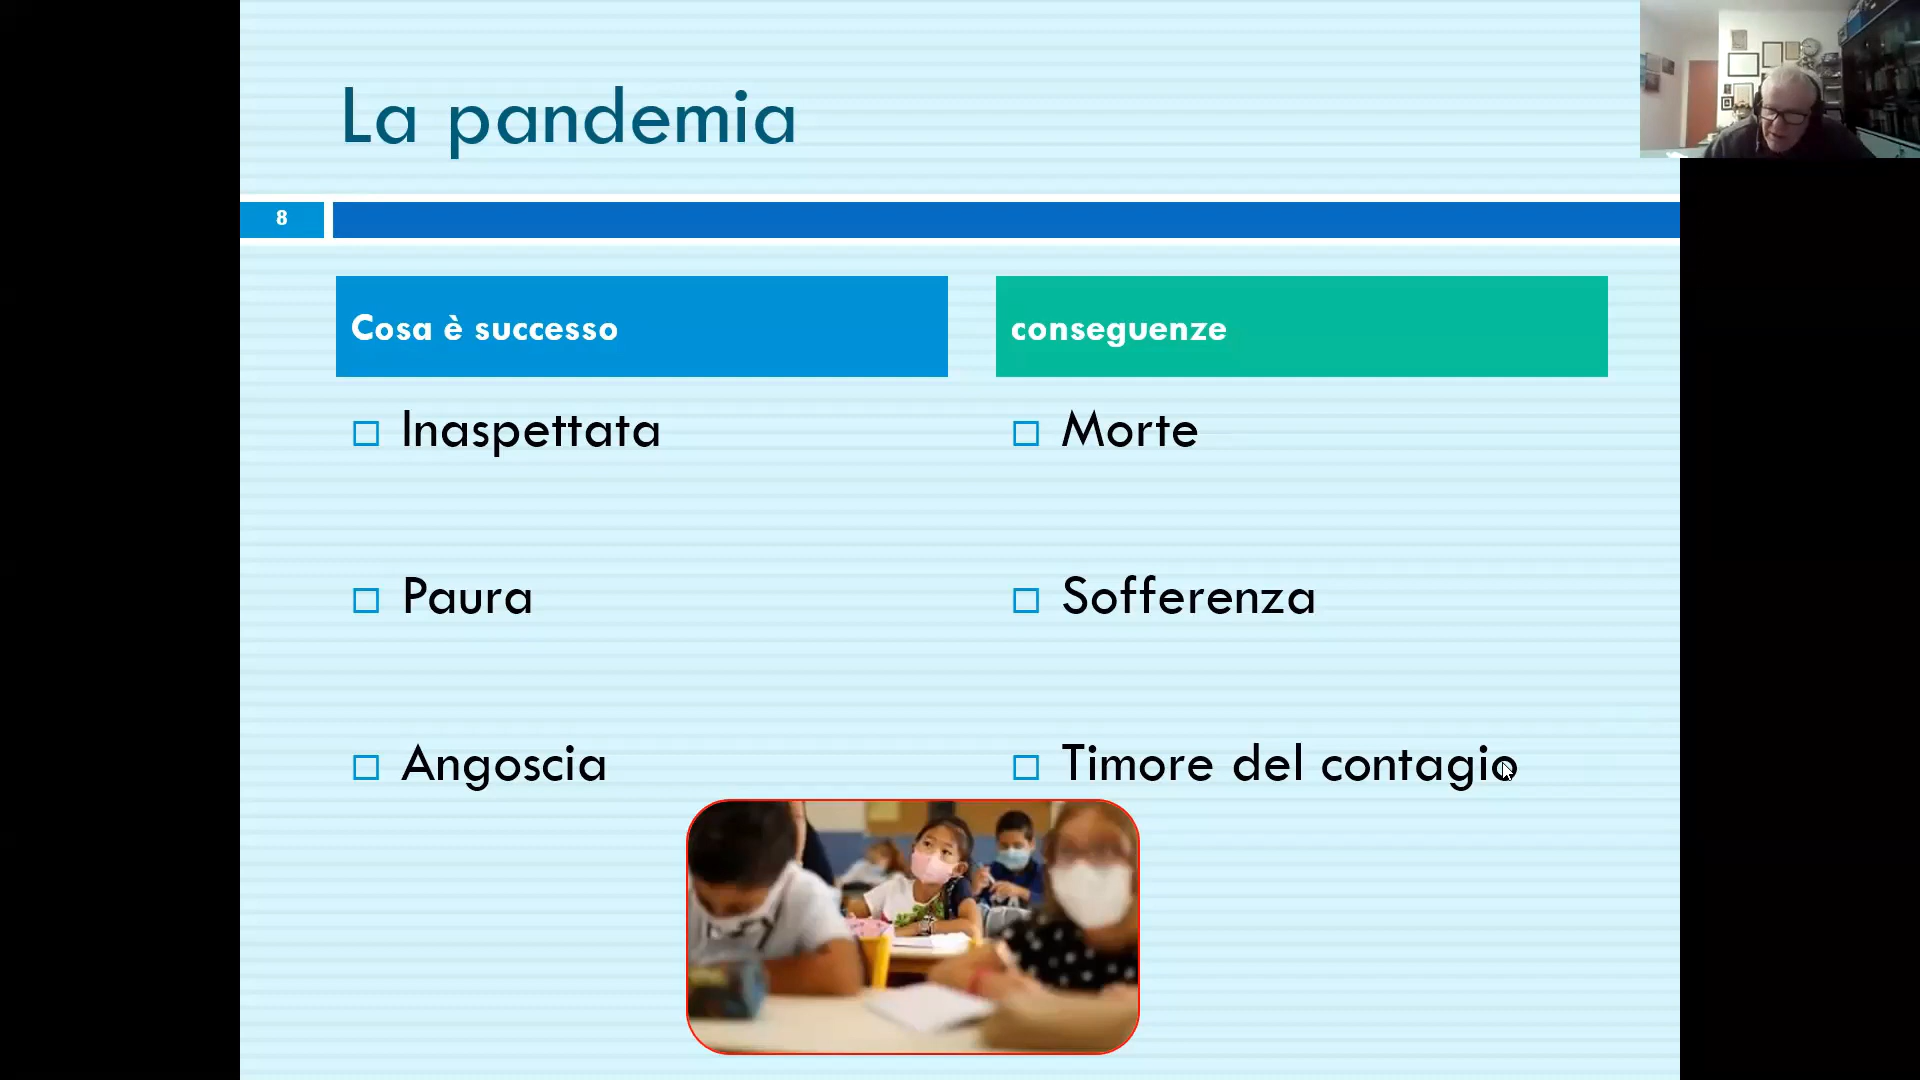 La pandemia
8
Cosa è successo
conseguenze
Inaspettata
Morte
Paura
Sofferenza
Angoscia
Timore del contagio